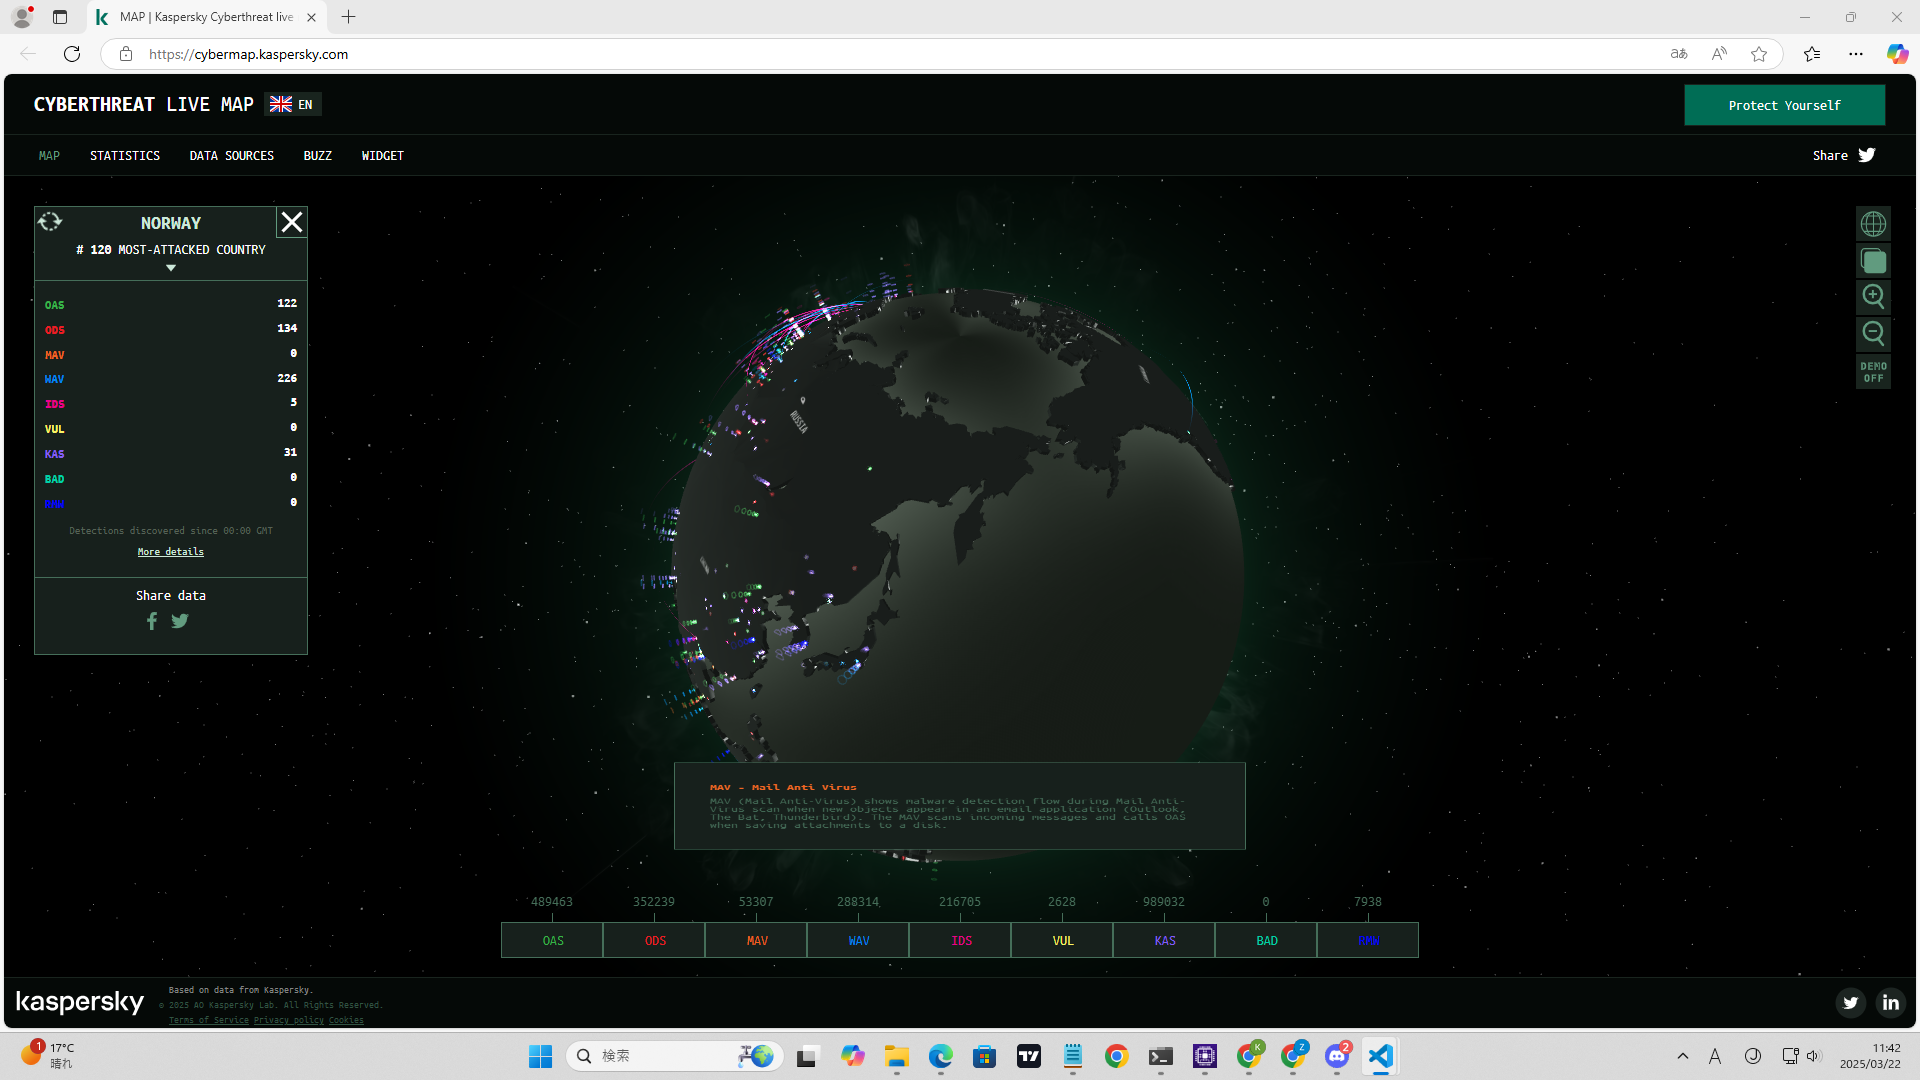 MAP | Kaspersky Cyberthreat live
https://cybermap.kaspersky.com
CYBERTHREAT LIVE MAP
EN
Protect Yourself
MAP
STATISTICS
DATA SOURCES
BUZZ
WIDGET
Share
NORWAY
# 120 MOST-ATTACKED COUNTRY
OAS 122
ODS 134
MAV 0
WAV 226
IDS 5
VUL 0
KAS 31
BAD 0
RMW 0
Detections discovered since 00:00 GMT
More details
Share data
DEMO
OFF
RUSSIA
MAV - Mail Anti Virus
MAV (Mail Anti-Virus) shows malware detection flow during Mail Anti-
Virus scan when new objects appear in an email application (Outlook,
The Bat, Thunderbird). The MAV scans incoming messages and calls OAS
when saving attachments to a disk.
489463
352239
53307
288314
216705
2628
989032
0
7938
OAS
ODS
MAV
WAV
IDS
VUL
KAS
BAD
RMW
kaspersky
Based on data from Kaspersky.
© 2025 AO Kaspersky Lab. All Rights Reserved.
Terms of Service Privacy policy Cookies
1
17°C
晴れ
検索
K
Z
2
A
11:42
2025/03/22